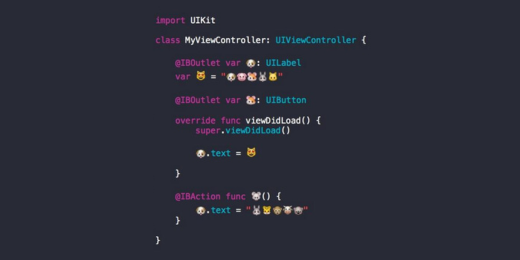 import UIKit
class MyViewController: UIViewController {
@IBOutlet var 🐶: UILabel
var 😻 = "🐶🐷🐹🐰🐱"
@IBOutlet var 🐹: UIButton
override func viewDidLoad() {
super.viewDidLoad()
🐶.text = 😻
}
@IBAction func 🐭() {
🐶.text = "🐰🐯🐵🐮🐭"
}
}